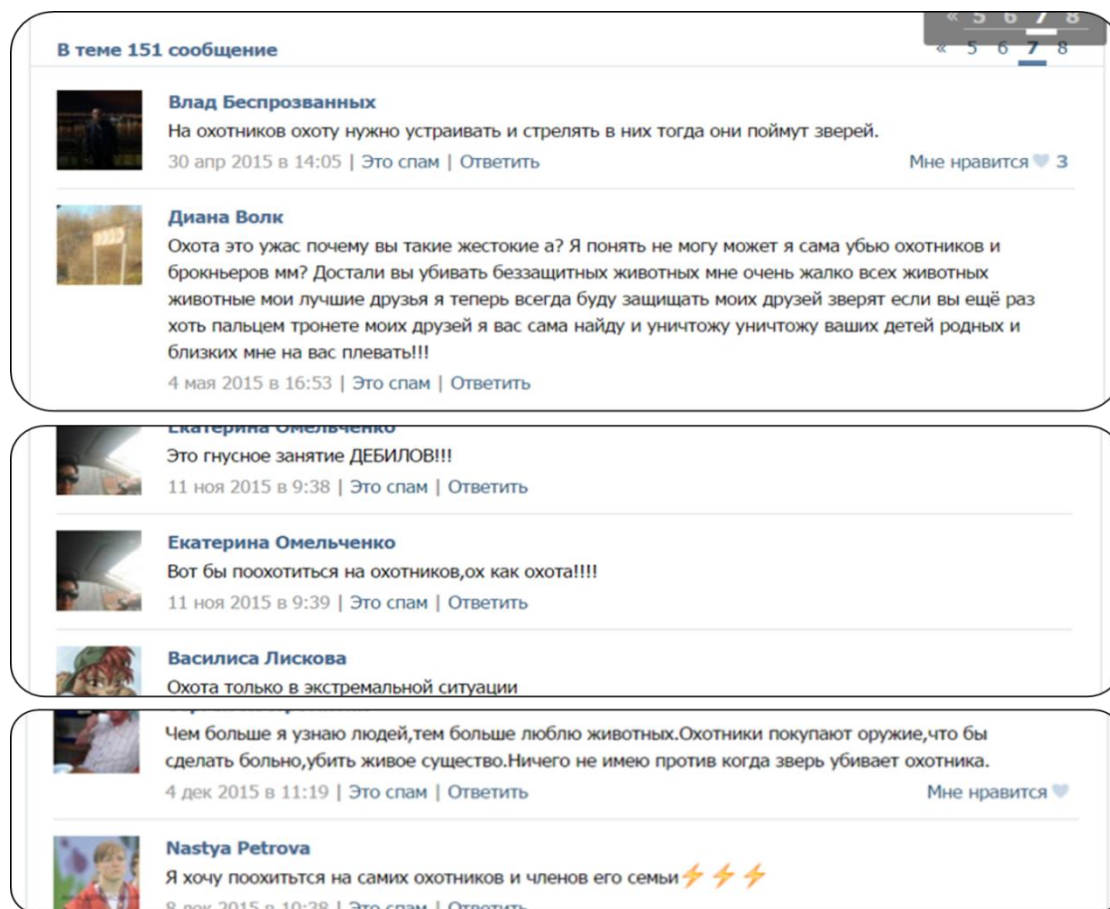 « 5 6 7 8
В теме 151 сообщение
« 5 6 7 8
Влад Беспрозванных
На охотников охоту нужно устраивать и стрелять в них тогда они поймут зверей.
30 апр 2015 в 14:05 | Это спам | Ответить
Мне нравится 3
Диана Волк
Охота это ужас почему вы такие жестокие а? Я понять не могу может я сама убью охотников и
брокньеров мм? Достали вы убивать беззащитных животных мне очень жалко всех животных
животные мои лучшие друзья я теперь всегда буду защищать моих друзей зверят если вы ещё раз
хоть пальцем тронете моих друзей я вас сама найду и уничтожу уничтожу ваших детей родных и
близких мне на вас плевать!!!
4 мая 2015 в 16:53 | Это спам | Ответить
Екатерина Омельченко
Это гнусное занятие ДЕБИЛОВ!!!
11 ноя 2015 в 9:38 | Это спам | Ответить
Екатерина Омельченко
Вот бы поохотиться на охотников,ох как охота!!!!
11 ноя 2015 в 9:39 | Это спам | Ответить
Василиса Лискова
Охота только в экстремальной ситуации
Чем больше я узнаю людей,тем больше люблю животных.Охотники покупают оружие,что бы
сделать больно,убить живое существо.Ничего не имею против когда зверь убивает охотника.
4 дек 2015 в 11:19 | Это спам | Ответить
Мне нравится
Nastya Petrova
Я хочу поохитьтся на самих охотников и членов его семьи⚡⚡⚡
8 дек 2015 в 10:38 | Это спам | Ответить